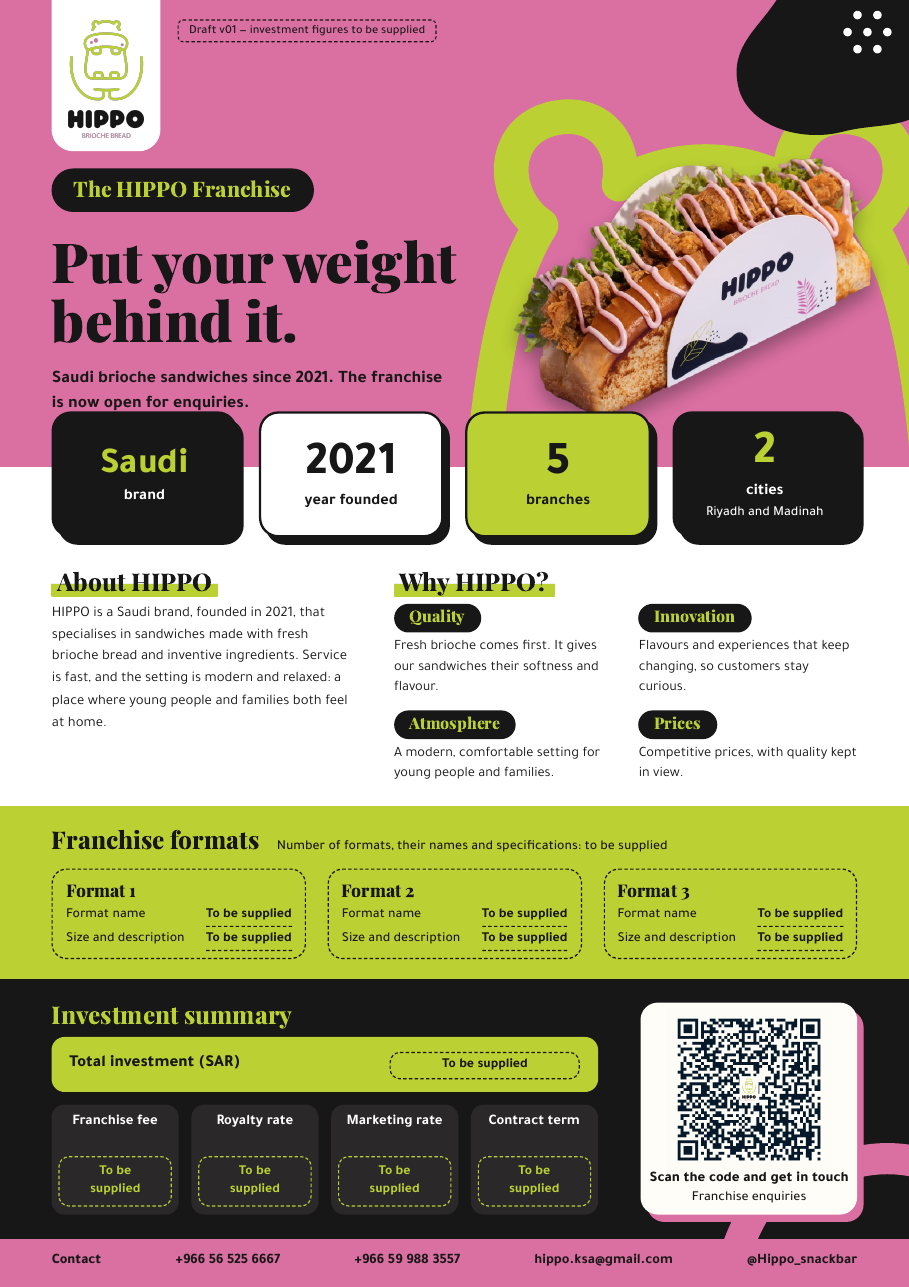 HIPPO
BRIOCHE BREAD
Draft v01 – investment figures to be supplied
The HIPPO Franchise
Put your weight
behind it.
Saudi brioche sandwiches since 2021. The franchise
is now open for enquiries.
HIPPO
BRIOCHE BREAD
Saudi
brand
2021
year founded
5
branches
2
cities
Riyadh and Madinah
About HIPPO
HIPPO is a Saudi brand, founded in 2021, that
specialises in sandwiches made with fresh
brioche bread and inventive ingredients. Service
is fast, and the setting is modern and relaxed: a
place where young people and families both feel
at home.
Why HIPPO?
Quality
Fresh brioche comes first. It gives
our sandwiches their softness and
flavour.
Innovation
Flavours and experiences that keep
changing, so customers stay
curious.
Atmosphere
A modern, comfortable setting for
young people and families.
Prices
Competitive prices, with quality kept
in view.
Franchise formats
Number of formats, their names and specifications: to be supplied
Format 1
Format name To be supplied
Size and description To be supplied
Format 2
Format name To be supplied
Size and description To be supplied
Format 3
Format name To be supplied
Size and description To be supplied
Investment summary
Total investment (SAR) To be supplied
Franchise fee
To be
supplied
Royalty rate
To be
supplied
Marketing rate
To be
supplied
Contract term
To be
supplied
HIPPO
Scan the code and get in touch
Franchise enquiries
Contact +966 56 525 6667 +966 59 988 3557 hippo.ksa@gmail.com @Hippo_snackbar